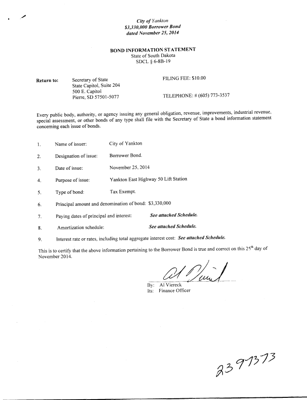 City of Yankton
$3,330,000 Borrower Bond
dated November 25, 2014
BOND INFORMATION STATEMENT
State of South Dakota
SDCL § 6-8B-19
Return to: Secretary of State FILING FEE: $10.00
State Capitol, Suite 204
500 E. Capitol
Pierre, SD 57501-5077 TELEPHONE: # (605) 773-3537
Every public body, authority, or agency issuing any general obligation, revenue, improvements, industrial revenue,
special assessment, or other bonds of any type shall file with the Secretary of State a bond information statement
concerning each issue of bonds.
1. Name of issuer: City of Yankton
2. Designation of issue: Borrower Bond.
3. Date of issue: November 25, 2014
4. Purpose of issue: Yankton East Highway 50 Lift Station
5. Type of bond: Tax Exempt.
6. Principal amount and denomination of bond: $3,330,000
7. Paying dates of principal and interest: See attached Schedule.
8. Amortization schedule: See attached Schedule.
9. Interest rate or rates, including total aggregate interest cost: See attached Schedule.
This is to certify that the above information pertaining to the Borrower Bond is true and correct on this 25th day of
November 2014.
By: Al Viereck
Its: Finance Officer
2397373